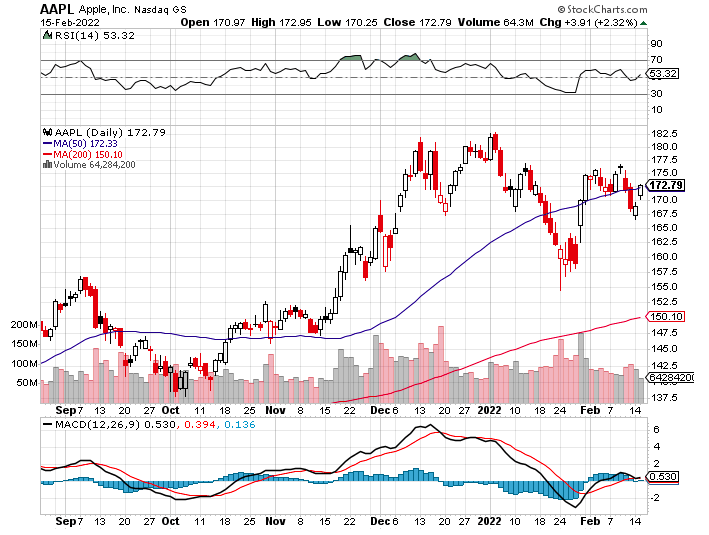 AAPL Apple, Inc. Nasdaq GS © StockCharts.com
15-Feb-2022 Open 170.97 High 172.95 Low 170.25 Close 172.79 Volume 64.3M Chg +3.91 (+2.32%)
RSI(14) 53.32
90
70
53.32
30
10
AAPL (Daily) 172.79
MA(50) 172.33
MA(200) 150.10
Volume 64,284,200
182.5
180.0
177.5
175.0
172.79
170.0
167.5
165.0
162.5
160.0
157.5
155.0
152.5
150.10
147.5
145.0
142.5
64284200
137.5
200M
150M
100M
50M
Sep 7 13 20 27 Oct 11 18 25 Nov 8 15 22 Dec 6 13 20 27 2022 10 18 24 Feb 7 14
MACD(12,26,9) 0.530, 0.394, 0.136
6
4
2
0.530
-2
Sep 7 13 20 27 Oct 11 18 25 Nov 8 15 22 Dec 6 13 20 27 2022 10 18 24 Feb 7 14